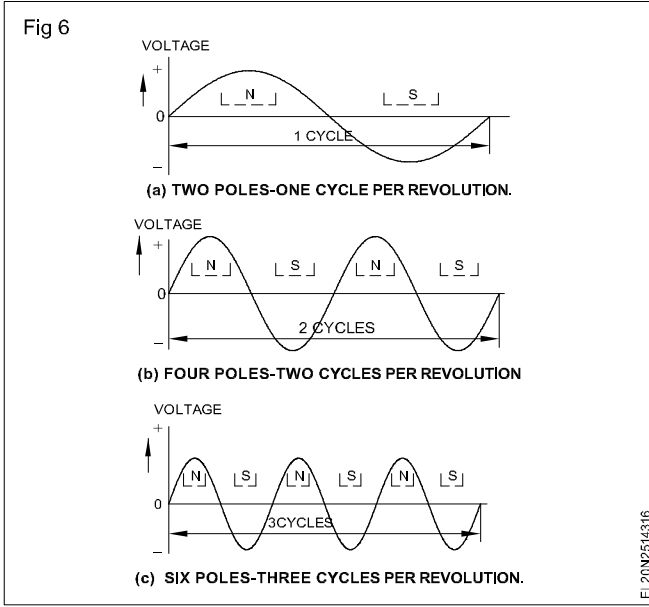 Fig 6
VOLTAGE
+
N
S
0
1 CYCLE
–
(a) TWO POLES-ONE CYCLE PER REVOLUTION.
VOLTAGE
+
N
S
N
S
0
2 CYCLES
–
(b) FOUR POLES-TWO CYCLES PER REVOLUTION
VOLTAGE
+
N
S
N
S
N
S
0
3CYCLES
–
(c) SIX POLES-THREE CYCLES PER REVOLUTION.
EL20N2514316